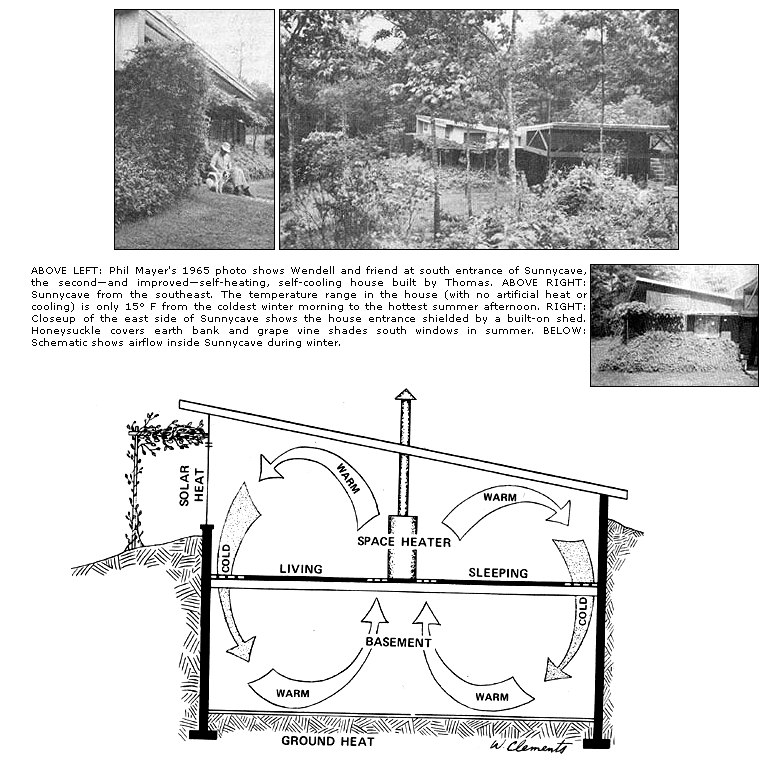 ABOVE LEFT: Phil Mayer's 1965 photo shows Wendell and friend at south entrance of Sunnycave,
the second—and improved—self-heating, self-cooling house built by Thomas. ABOVE RIGHT:
Sunnycave from the southeast. The temperature range in the house (with no artificial heat or
cooling) is only 15° F from the coldest winter morning to the hottest summer afternoon. RIGHT:
Closeup of the east side of Sunnycave shows the house entrance shielded by a built-on shed.
Honeysuckle covers earth bank and grape vine shades south windows in summer. BELOW:
Schematic shows airflow inside Sunnycave during winter.
SOLAR
HEAT
WARM
WARM
COLD
SPACE HEATER
LIVING
SLEEPING
COLD
BASEMENT
WARM
WARM
GROUND HEAT
W Clements